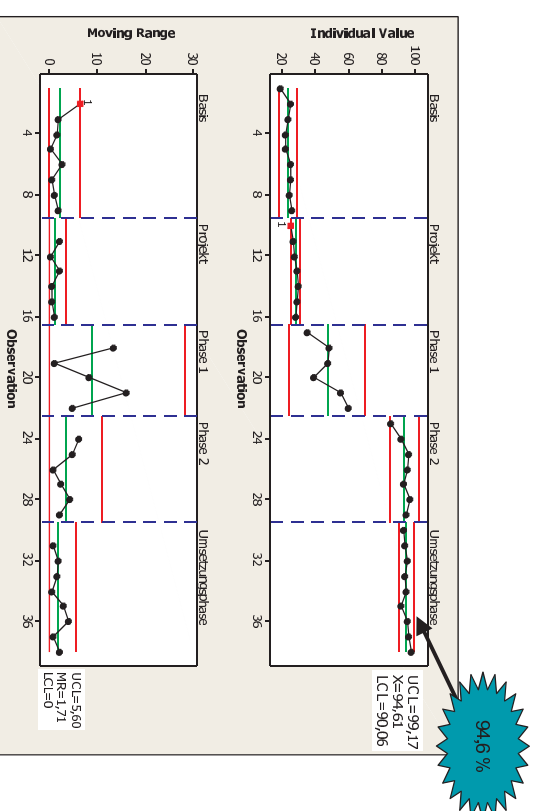 Basis
Projekt
Phase 1
Phase 2
Umsetzungsphase
Individual Value
100
80
60
40
20
4
8
12
16
20
24
28
32
36
Observation
UCL=99,17
X=94,61
LCL=90,06
94,6 %
1
Basis
Projekt
Phase 1
Phase 2
Umsetzungsphase
Moving Range
30
20
10
0
4
8
12
16
20
24
28
32
36
Observation
UCL=5,60
MR=1,71
LCL=0
1